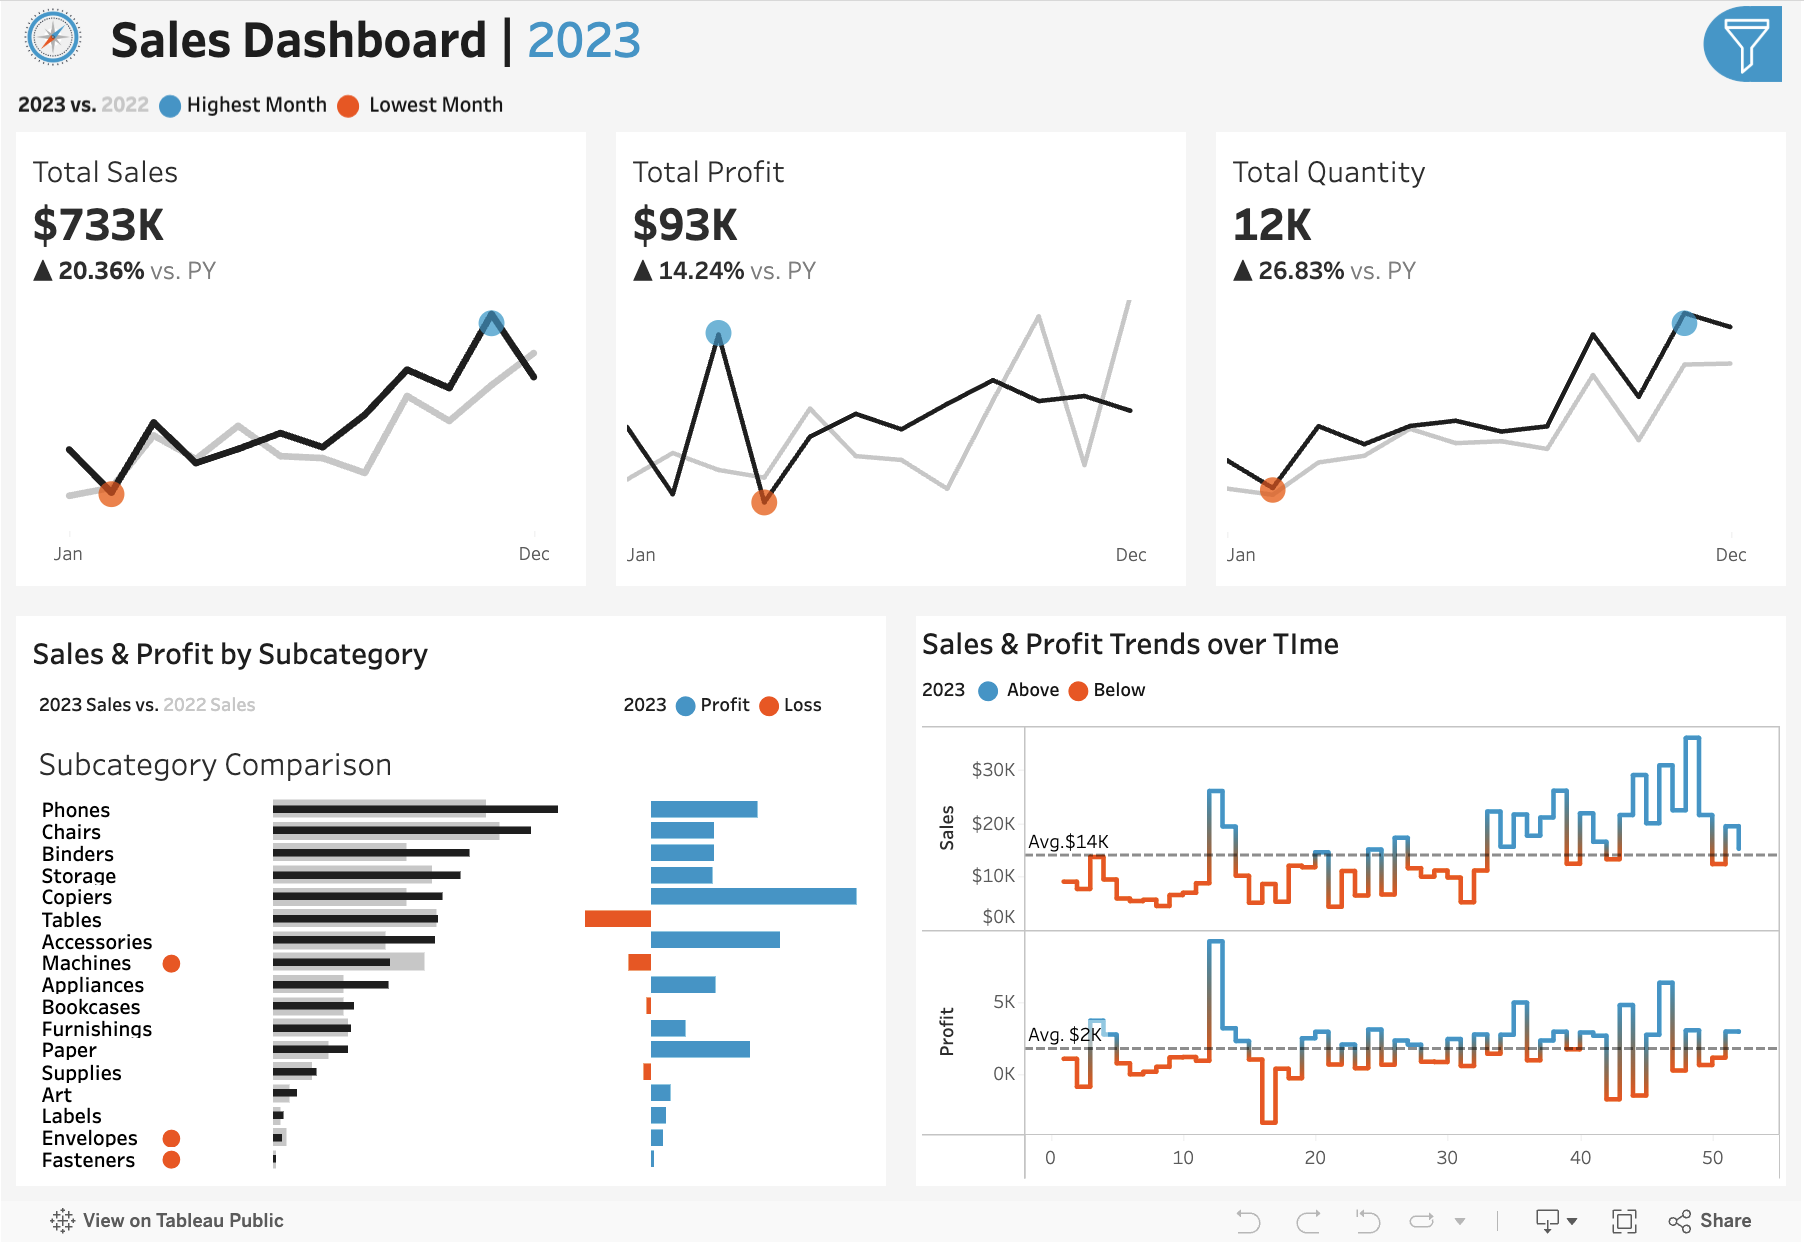 Sales Dashboard | 2023
2023 vs. 2022 Highest Month Lowest Month
Total Sales
$733K
▲ 20.36% vs. PY
Jan Dec
Total Profit
$93K
▲ 14.24% vs. PY
Jan Dec
Total Quantity
12K
▲ 26.83% vs. PY
Jan Dec
Sales & Profit by Subcategory
2023 Sales vs. 2022 Sales
2023 Profit Loss
Subcategory Comparison
Phones
Chairs
Binders
Storage
Copiers
Tables
Accessories
Machines
Appliances
Bookcases
Furnishings
Paper
Supplies
Art
Labels
Envelopes
Fasteners
Sales & Profit Trends over TIme
2023 Above Below
Sales
$30K
$20K
$10K
$0K
Avg.$14K
Profit
5K
0K
Avg. $2K
0 10 20 30 40 50
View on Tableau Public
Share